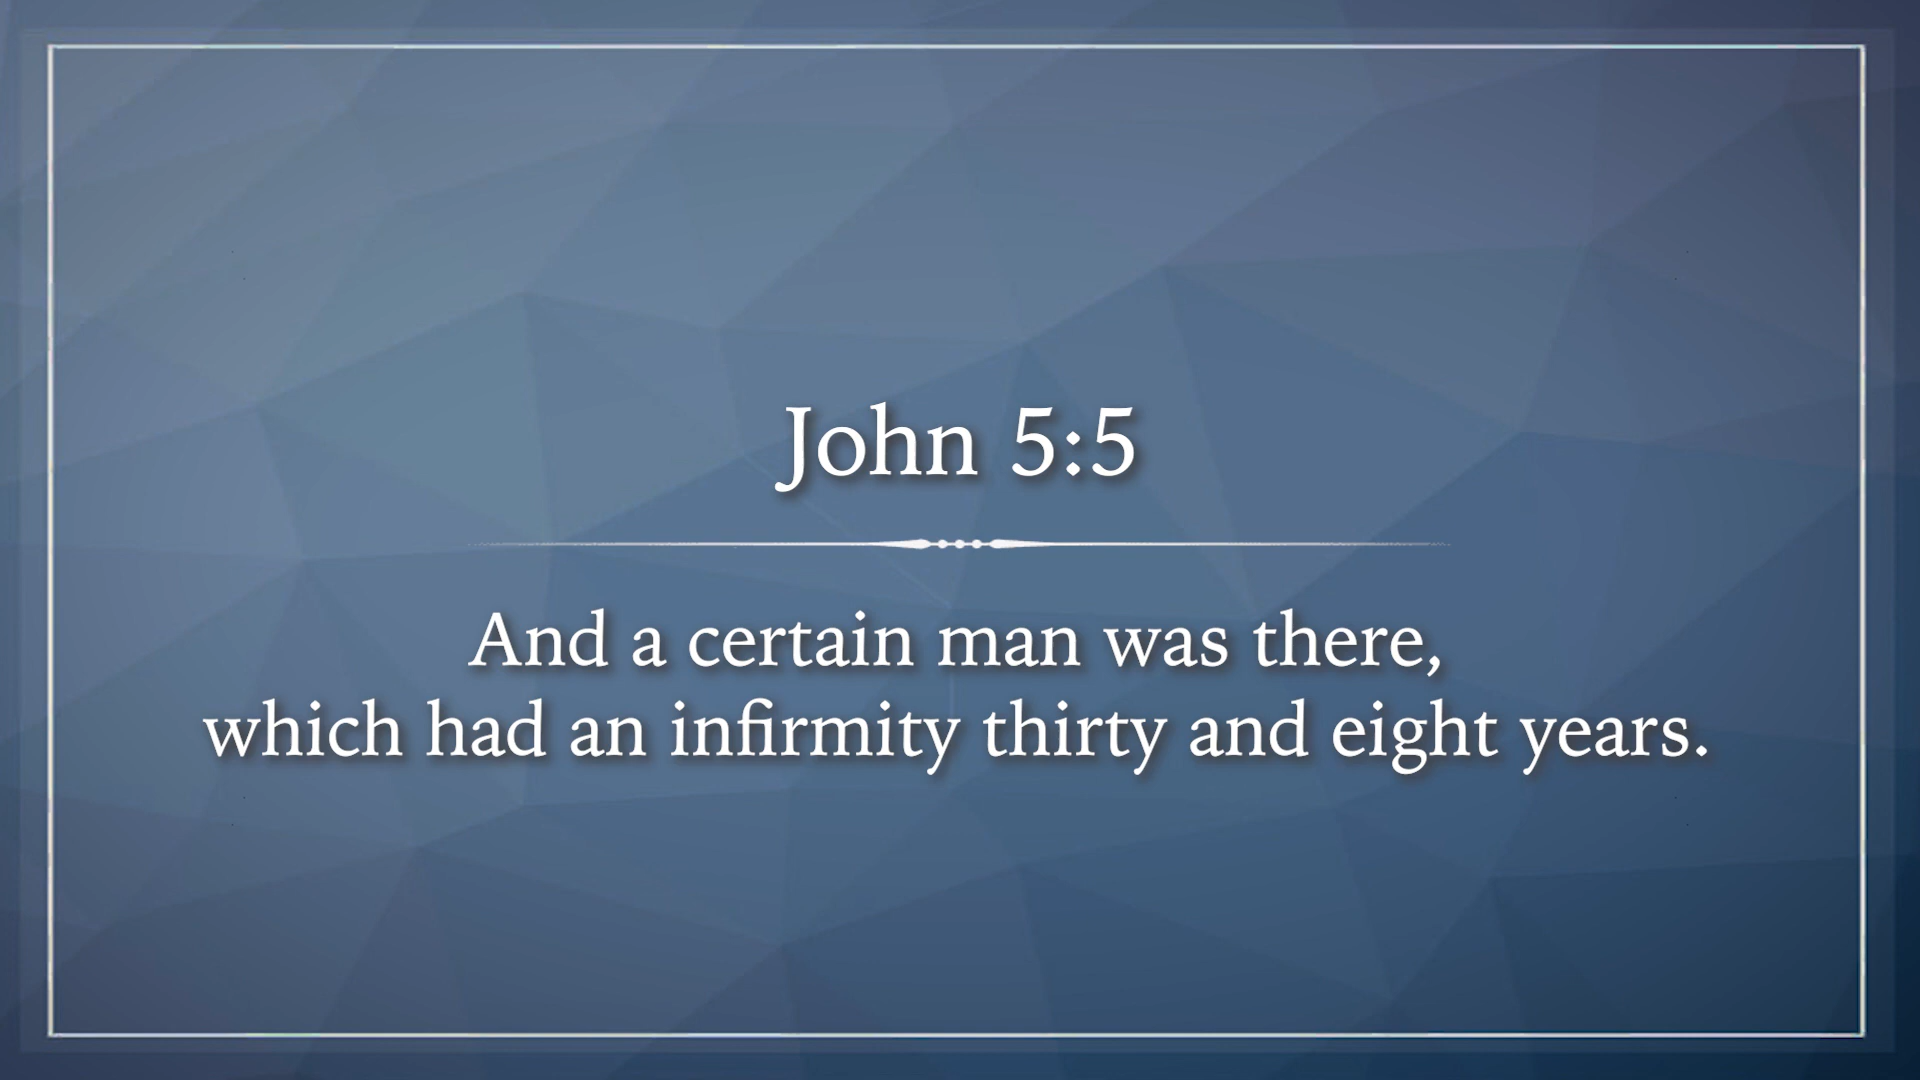 John 5:5
And a certain man was there,
which had an infirmity thirty and eight years.